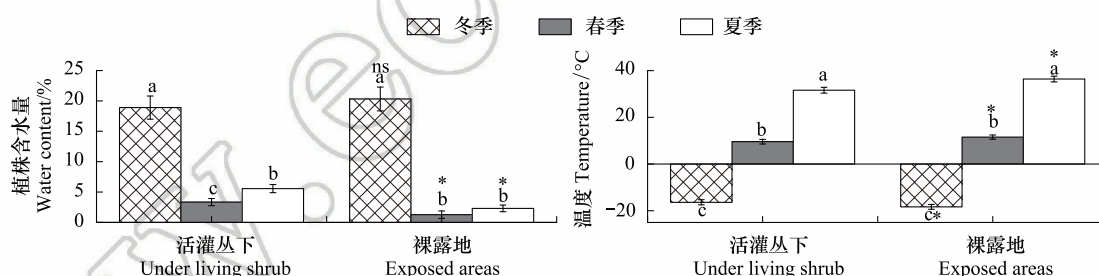 冬季 春季 夏季
植株含水量
Water content/%
25
20
15
10
5
0
a
c
b
ns
a
*
b
*
b
活灌丛下
Under living shrub
裸露地
Exposed areas
温度 Temperature/°C
40
20
0
-20
c
b
a
c*
*
b
*
a
活灌丛下
Under living shrub
裸露地
Exposed areas